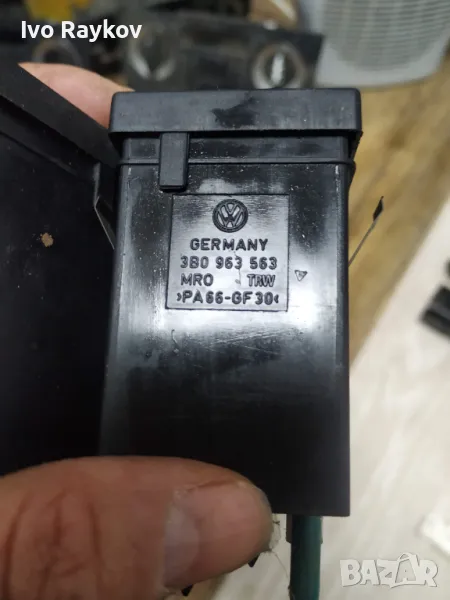 Ivo Raykov
GERMANY
3B0 963 563
MRO TRW
>PA66-GF30<
BAZAR